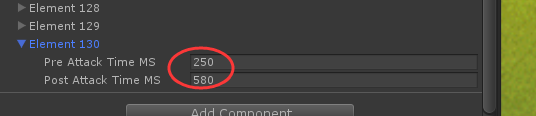 Element 128
Element 129
Element 130
Pre Attack Time MS 250
Post Attack Time MS 580
Add Component